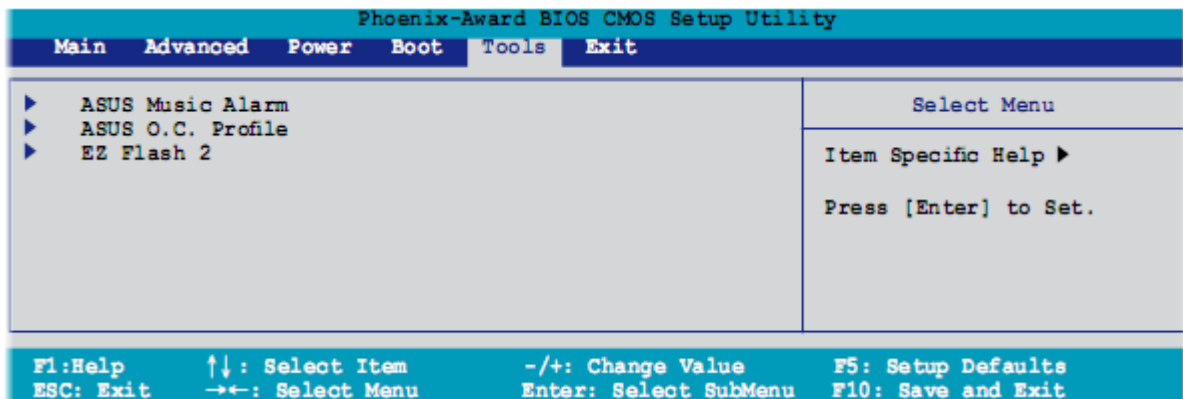 Phoenix-Award BIOS CMOS Setup Utility
Main Advanced Power Boot Tools Exit
ASUS Music Alarm
ASUS O.C. Profile
EZ Flash 2
Select Menu
Item Specific Help ▶
Press [Enter] to Set.
F1:Help ↑↓: Select Item -/+: Change Value F5: Setup Defaults
ESC: Exit →←: Select Menu Enter: Select SubMenu F10: Save and Exit